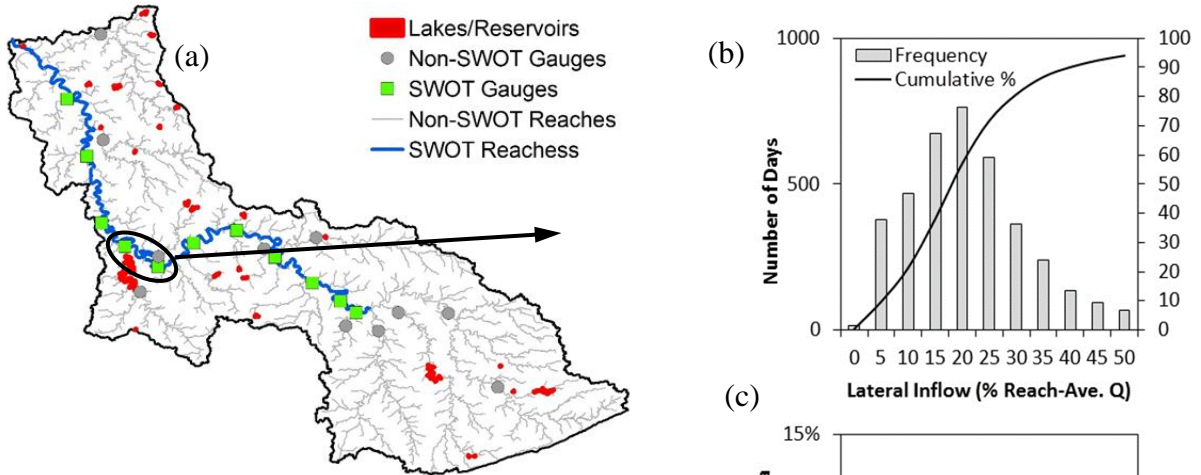 (a)
Lakes/Reservoirs
Non-SWOT Gauges
SWOT Gauges
Non-SWOT Reaches
SWOT Reachess
(b)
Frequency
Cumulative %
1000
500
0
Number of Days
100
90
80
70
60
50
40
30
20
10
0
0 5 10 15 20 25 30 35 40 45 50
Lateral Inflow (% Reach-Ave. Q)
(c)
15%